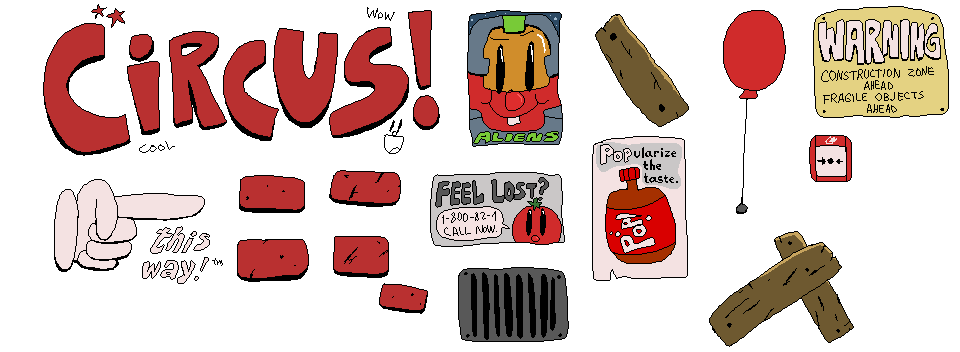 WOW
CIRCUS!
COOL
this
way!™
ALIENS
FEEL LOST?
1-800-82-1
CALL NOW.
POPularize
the
taste.
Pop!
WARNING
CONSTRUCTION ZONE
AHEAD
FRAGILE OBJECTS
AHEAD